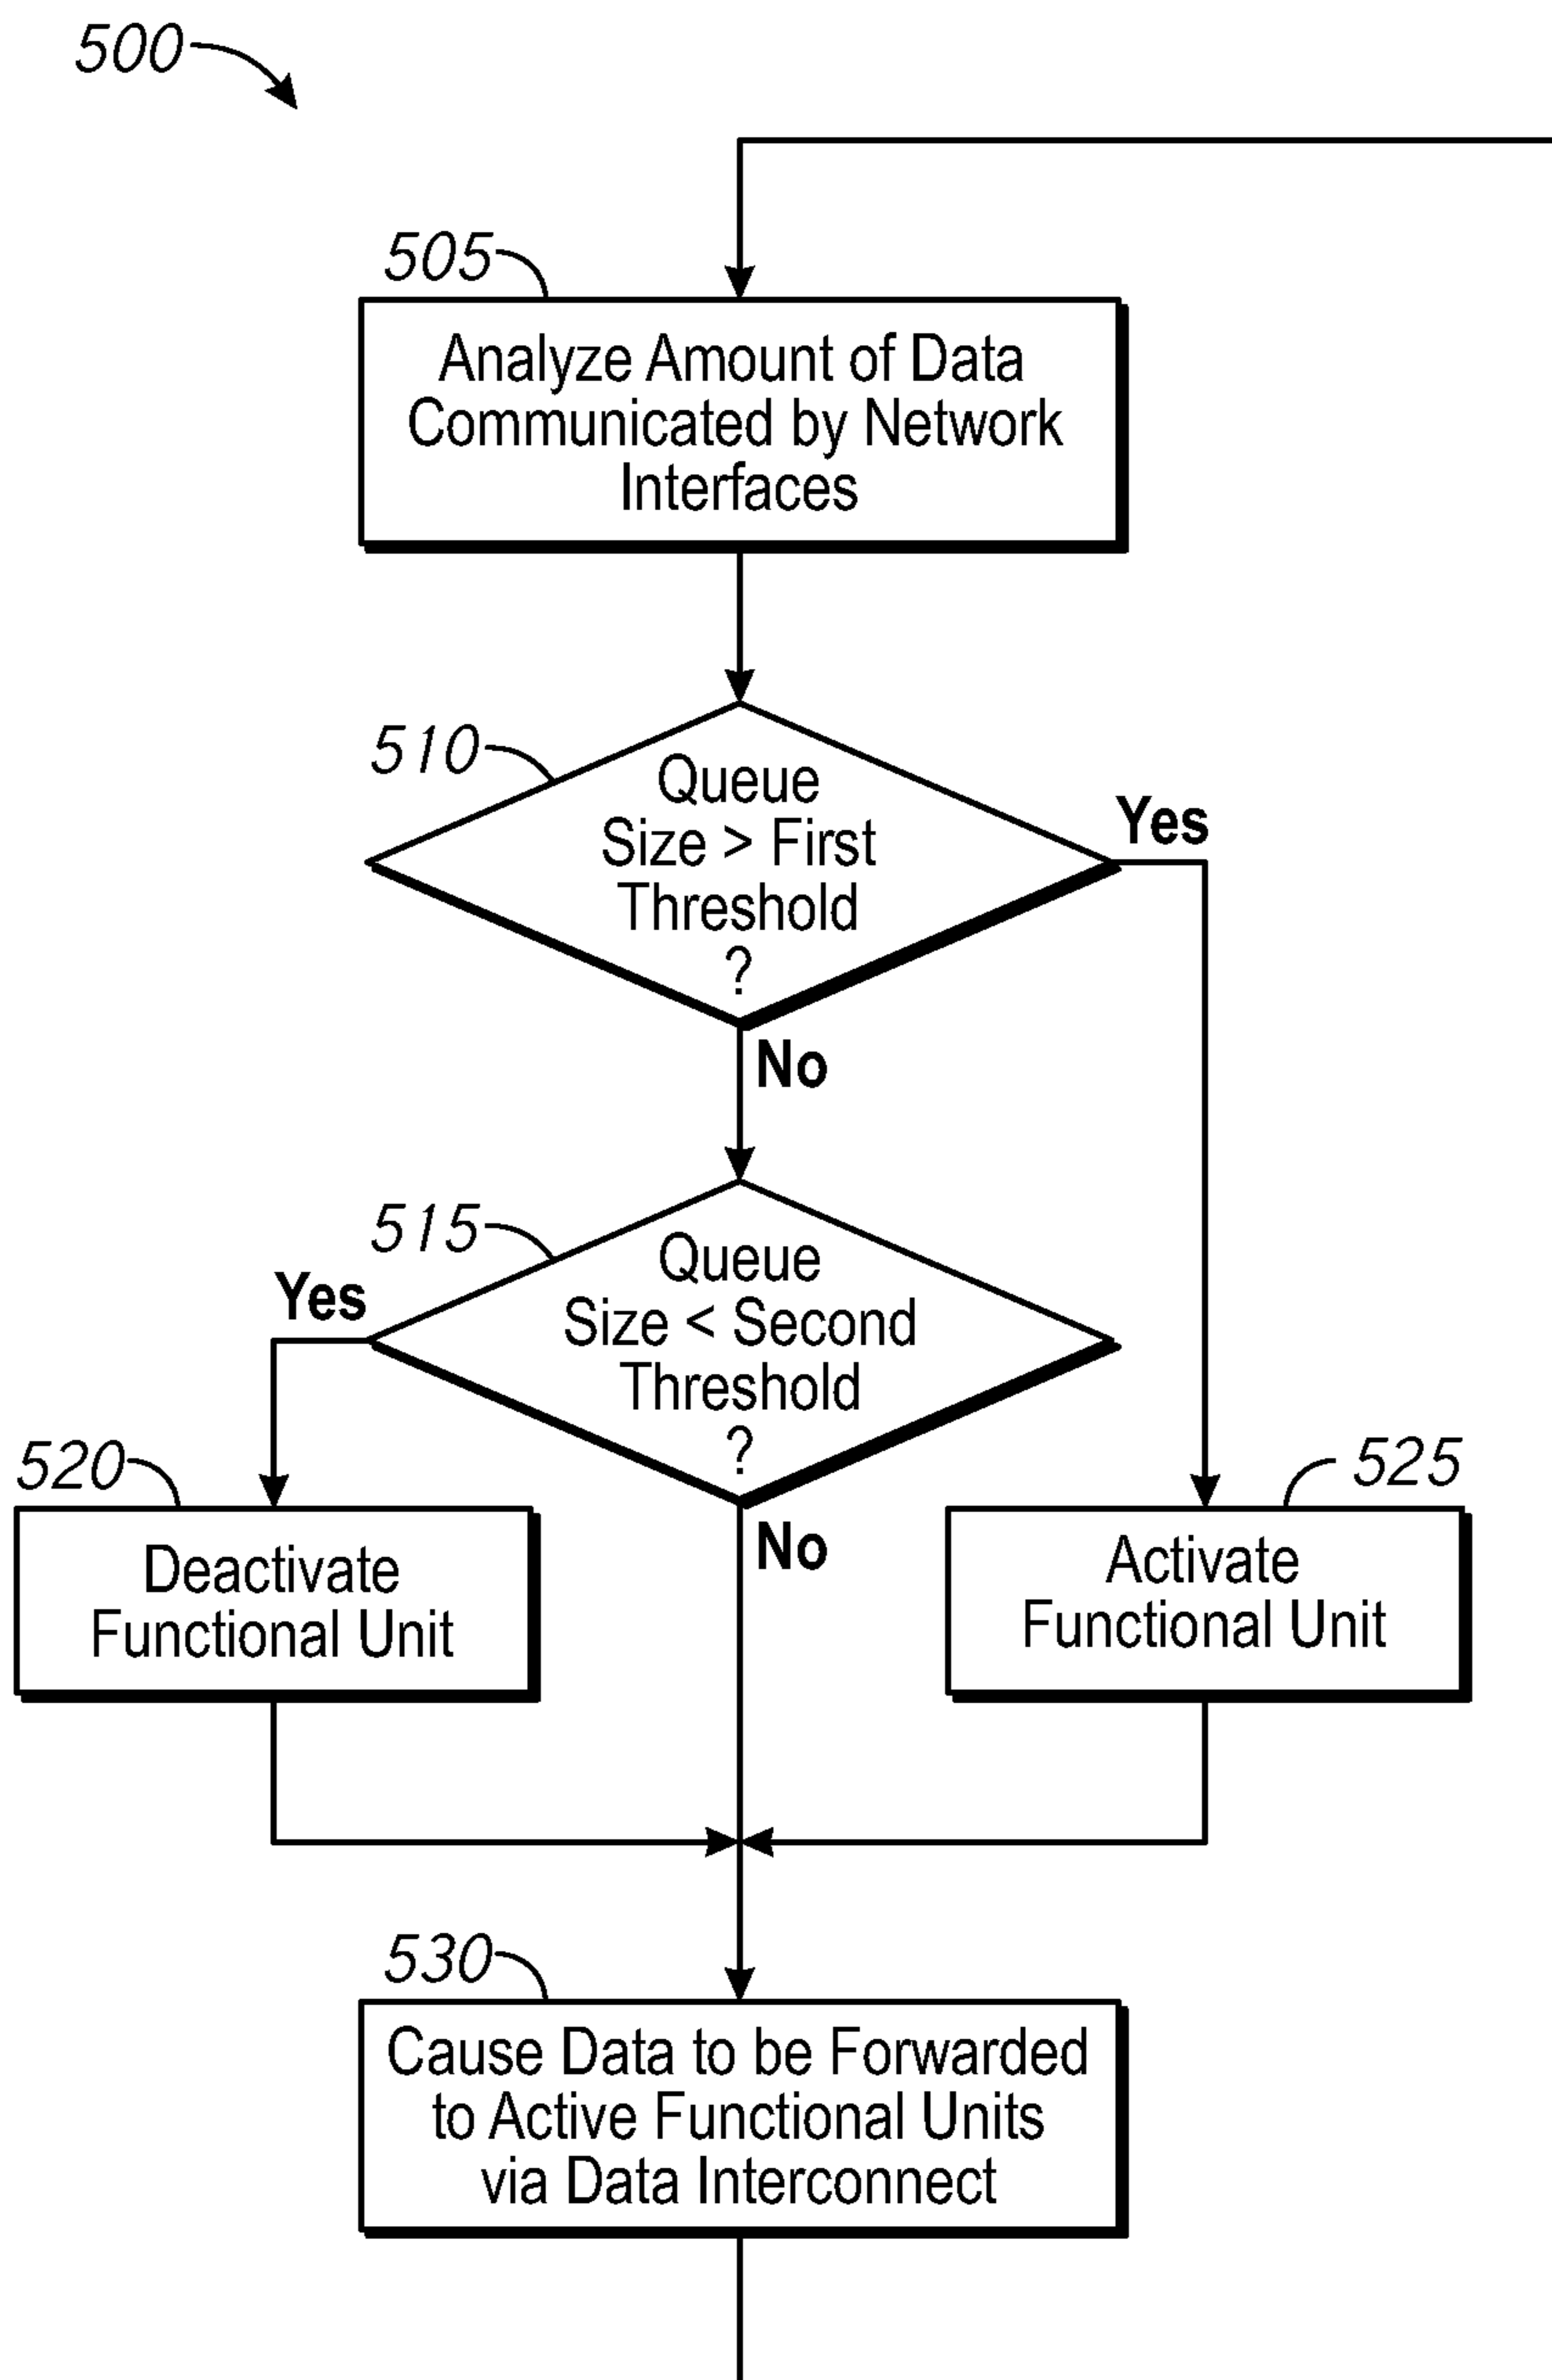 500
505
Analyze Amount of Data
Communicated by Network
Interfaces
510
Queue
Size > First
Threshold
?
Yes
No
515
Queue
Size < Second
Threshold
?
Yes
No
520
Deactivate
Functional Unit
525
Activate
Functional Unit
530
Cause Data to be Forwarded
to Active Functional Units
via Data Interconnect